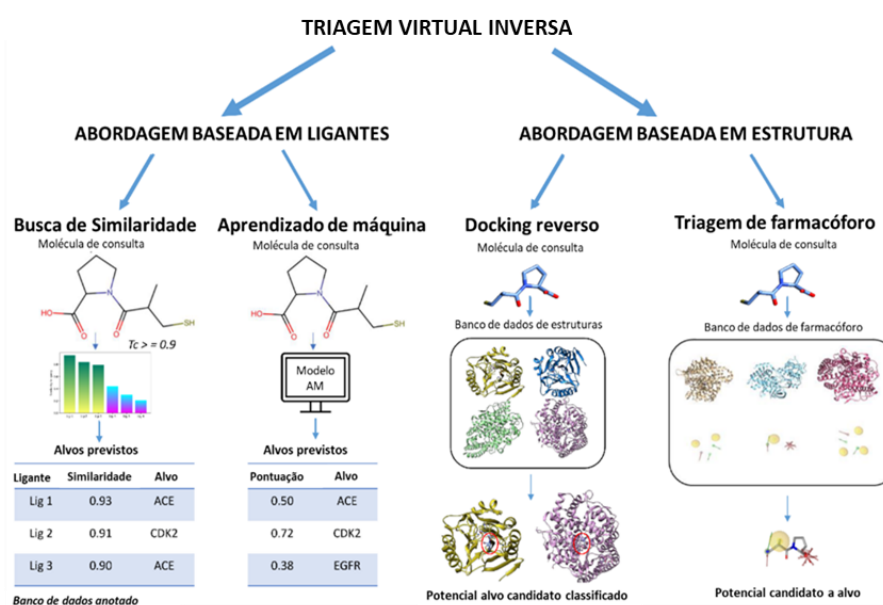 TRIAGEM VIRTUAL INVERSA
ABORDAGEM BASEADA EM LIGANTES
ABORDAGEM BASEADA EM ESTRUTURA
Busca de Similaridade
Molécula de consulta
HO
O
N
O
SH
Tc >= 0.9
Alvos previstos
Ligante Similaridade Alvo
Lig 1 0.93 ACE
Lig 2 0.91 CDK2
Lig 3 0.90 ACE
Banco de dados anotado
Aprendizado de máquina
Molécula de consulta
HO
O
N
O
SH
Modelo
AM
Alvos previstos
Pontuação Alvo
0.50 ACE
0.72 CDK2
0.38 EGFR
Docking reverso
Molécula de consulta
Banco de dados de estruturas
Potencial alvo candidato classificado
Triagem de farmacóforo
Molécula de consulta
Banco de dados de farmacóforo
Potencial candidato a alvo